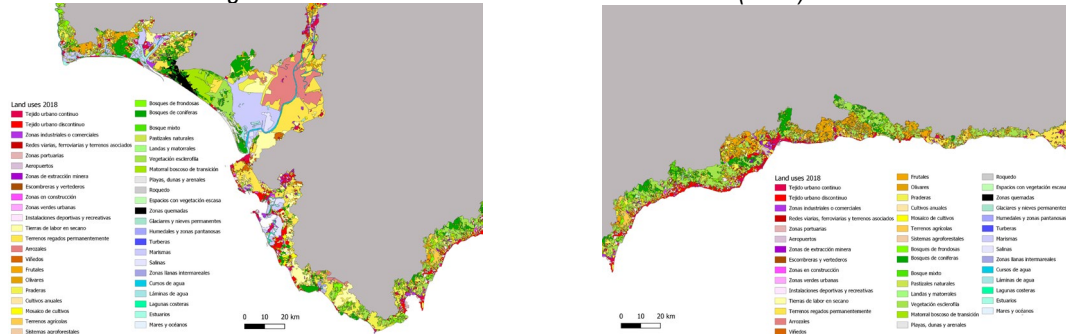 Land uses 2018
Tejido urbano continuo
Tejido urbano discontinuo
Zonas industriales o comerciales
Redes viarias, ferroviarias y terrenos asociados
Zonas portuarias
Aeropuertos
Zonas de extracción minera
Escombreras y vertederos
Zonas en construcción
Zonas verdes urbanas
Instalaciones deportivas y recreativas
Tierras de labor en secano
Terrenos regados permanentemente
Arrozales
Viñedos
Frutales
Olivares
Praderas
Cultivos anuales
Mosaico de cultivos
Terrenos agrícolas
Sistemas agroforestales
Bosques de frondosas
Bosques de coníferas
Bosque mixto
Pastizales naturales
Landas y matorrales
Vegetación esclerofilia
Matorral boscoso de transición
Playas, dunas y arenales
Roquedo
Espacios con vegetación escasa
Zonas quemadas
Glaciares y nieves permanentes
Humedales y zonas pantanosas
Turberas
Marismas
Salinas
Zonas llanas intermareales
Cursos de agua
Láminas de agua
Lagunas costeras
Estuarios
Mares y océanos
0 10 20 km
Land uses 2018
Tejido urbano continuo
Tejido urbano discontinuo
Zonas industriales o comerciales
Redes viarias, ferroviarias y terrenos asociados
Zonas portuarias
Aeropuertos
Zonas de extracción minera
Escombreras y vertederos
Zonas en construcción
Zonas verdes urbanas
Instalaciones deportivas y recreativas
Tierras de labor en secano
Terrenos regados permanentemente
Arrozales
Viñedos
Frutales
Olivares
Praderas
Cultivos anuales
Mosaico de cultivos
Terrenos agrícolas
Sistemas agroforestales
Bosques de frondosas
Bosques de coníferas
Bosque mixto
Pastizales naturales
Landas y matorrales
Vegetación esclerofilia
Matorral boscoso de transición
Playas, dunas y arenales
Roquedo
Espacios con vegetación escasa
Zonas quemadas
Glaciares y nieves permanentes
Humedales y zonas pantanosas
Turberas
Marismas
Salinas
Zonas llanas intermareales
Cursos de agua
Láminas de agua
Lagunas costeras
Estuarios
Mares y océanos
0 10 20 km